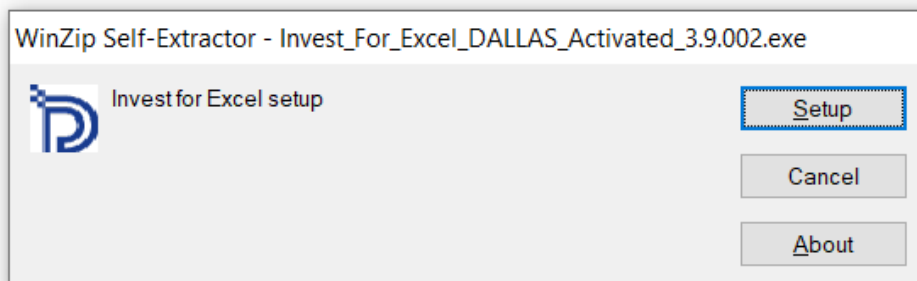 WinZip Self-Extractor - Invest_For_Excel_DALLAS_Activated_3.9.002.exe
Invest for Excel setup
Setup
Cancel
About